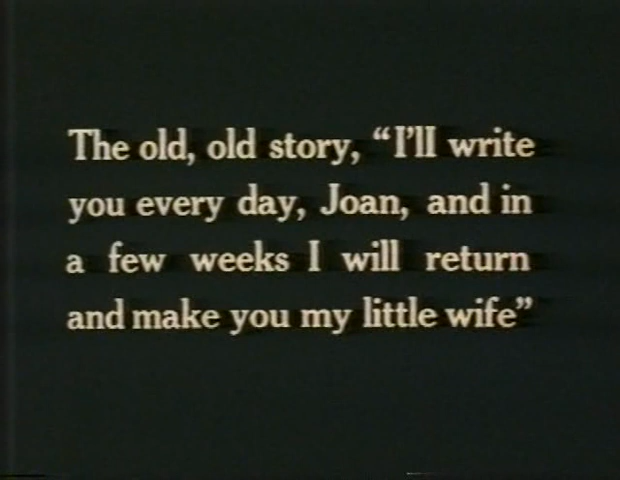 The old, old story, “I’ll write
you every day, Joan, and in
a few weeks I will return
and make you my little wife”